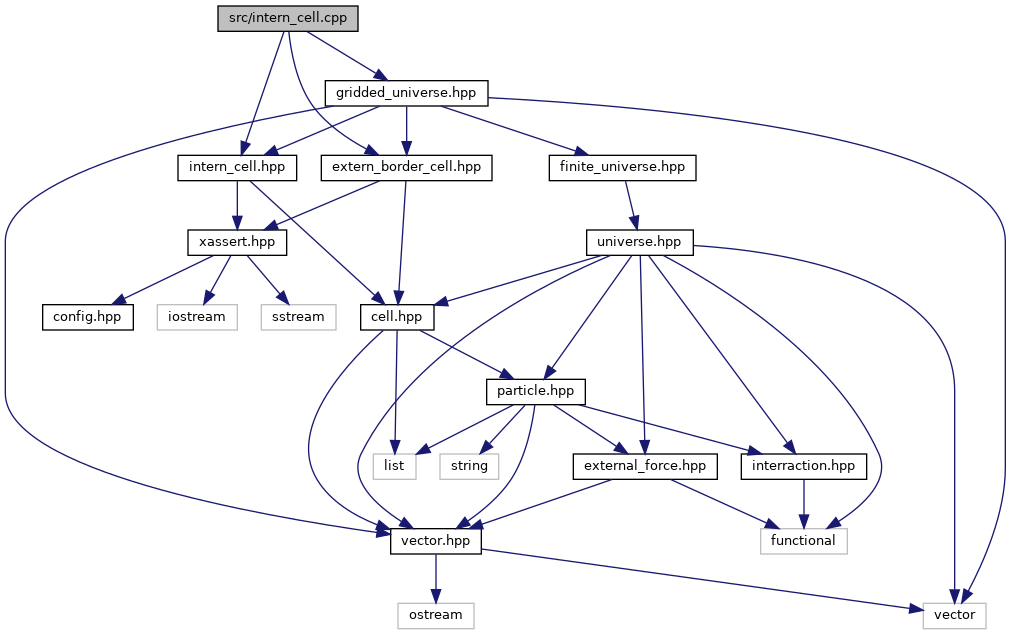 src/intern_cell.cpp
gridded_universe.hpp
intern_cell.hpp
extern_border_cell.hpp
finite_universe.hpp
xassert.hpp
universe.hpp
config.hpp
iostream
sstream
cell.hpp
particle.hpp
list
string
external_force.hpp
interraction.hpp
vector.hpp
functional
ostream
vector